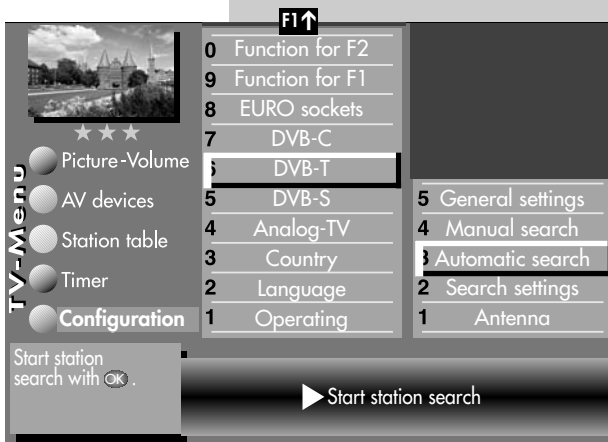 F1↑
0 Function for F2
9 Function for F1
8 EURO sockets
7 DVB-C
6 DVB-T
5 DVB-S
4 Analog-TV
3 Country
2 Language
1 Operating
TV-Menu
Picture-Volume
AV devices
Station table
Timer
Configuration
5 General settings
4 Manual search
3 Automatic search
2 Search settings
1 Antenna
Start station
search with OK .
Start station search